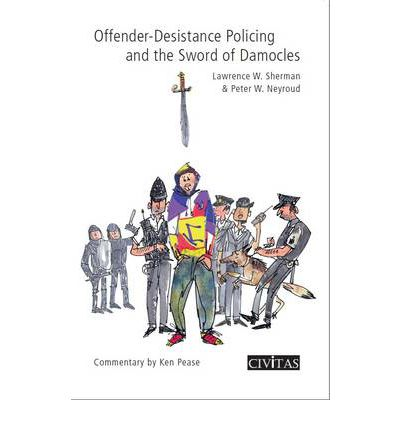 Offender-Desistance Policing
and the Sword of Damocles
Lawrence W. Sherman
& Peter W. Neyroud
Commentary by Ken Pease
CIVITAS